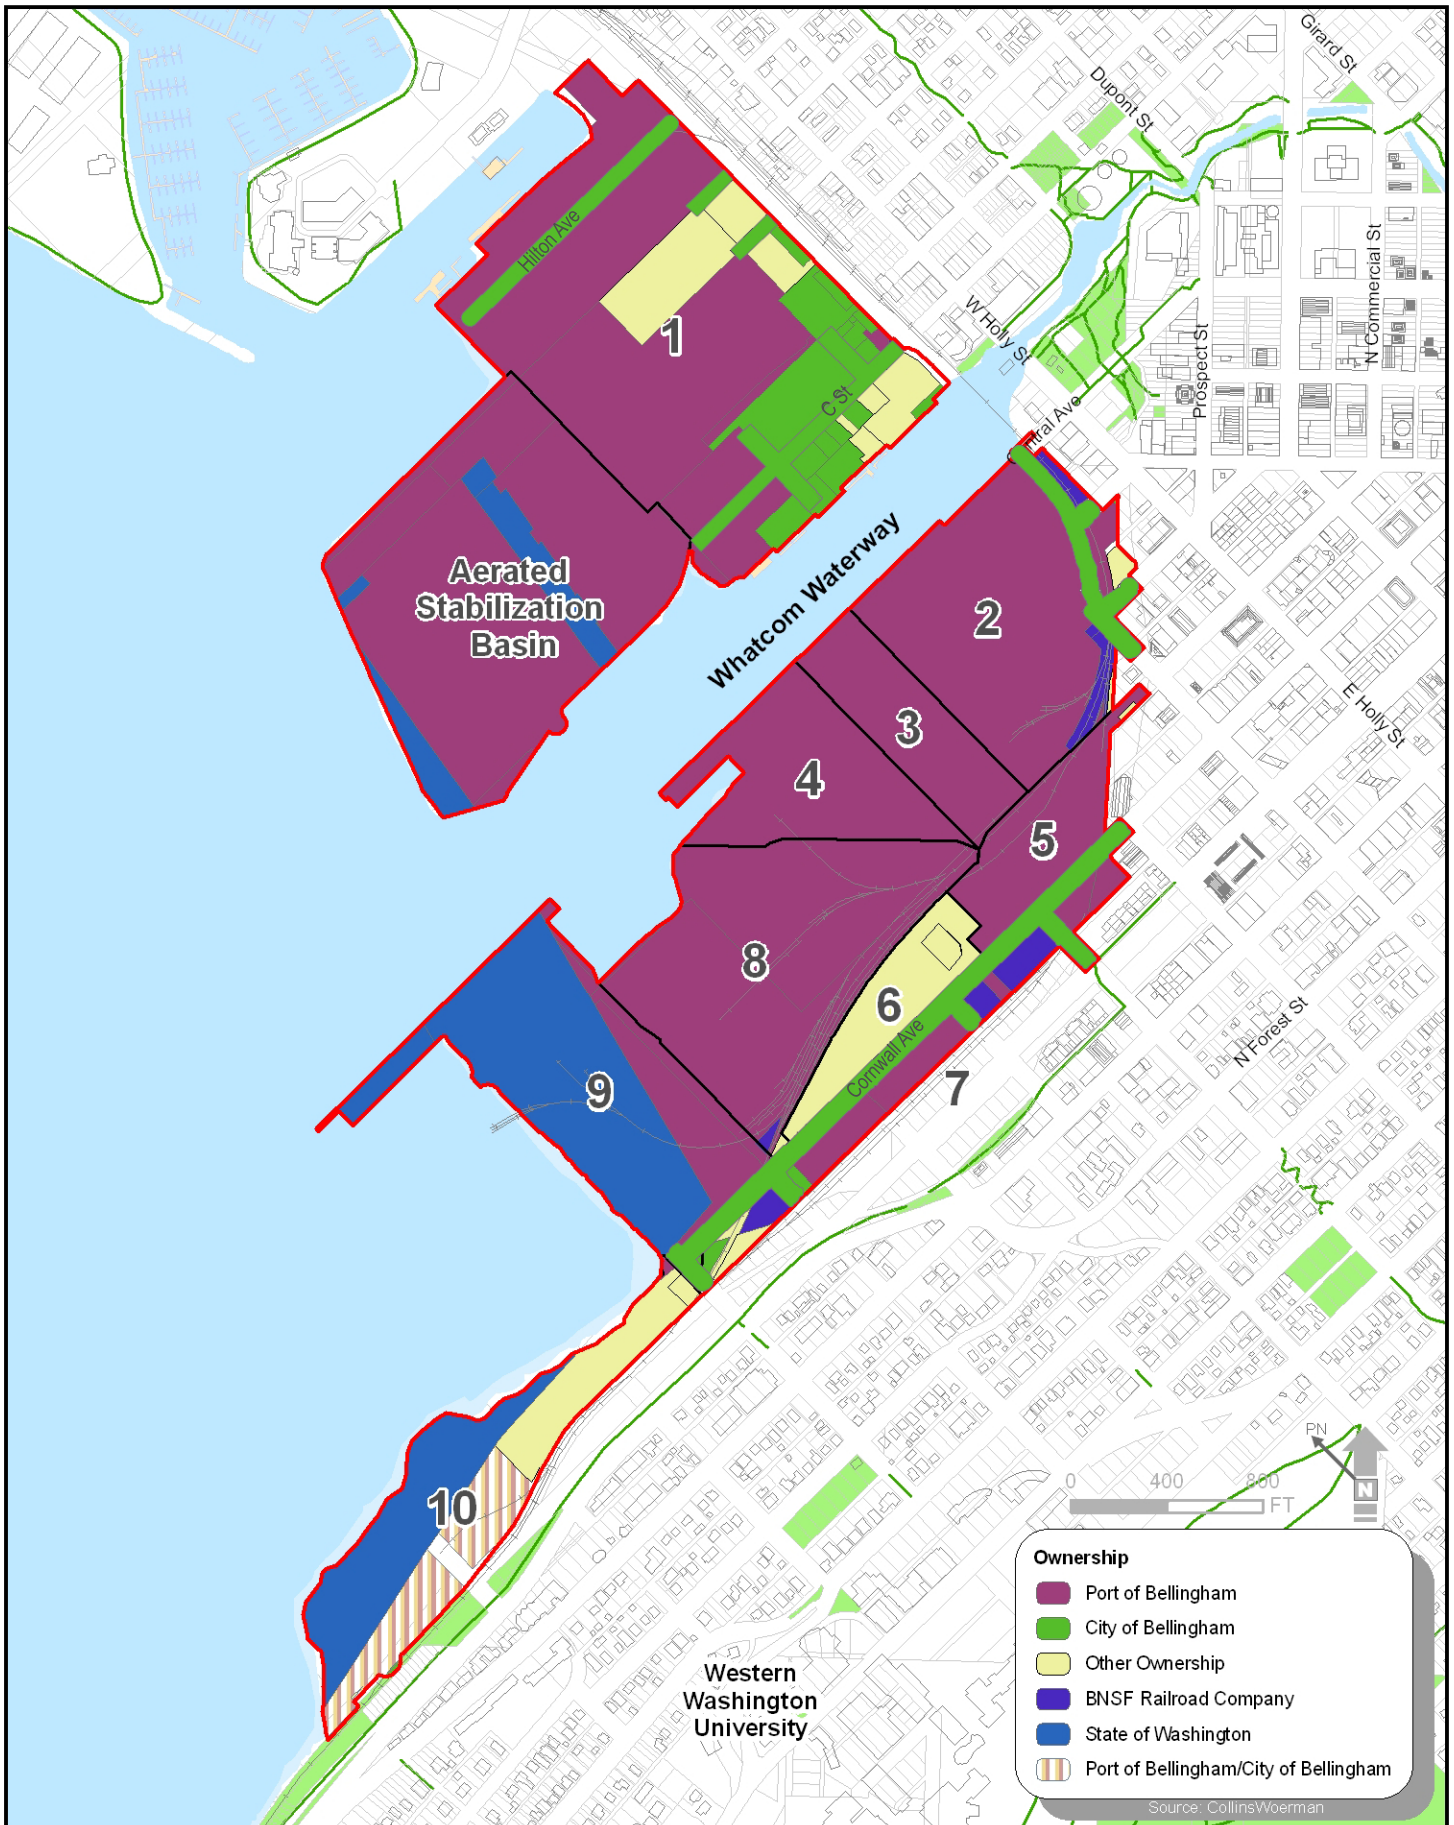 Girard St
Dupont St
N Commercial St
Hilton Ave
W Holly St
Prospect St
1
C St
ntral Ave
Whatcom Waterway
Aerated
Stabilization
Basin
2
3
E Holly St
4
5
8
6
Cornwall Ave
N Forest St
9
7
10
PN
N
0 400 800
FT
Western
Washington
University
Ownership
Port of Bellingham
City of Bellingham
Other Ownership
BNSF Railroad Company
State of Washington
Port of Bellingham/City of Bellingham
Source: CollinsWoerman